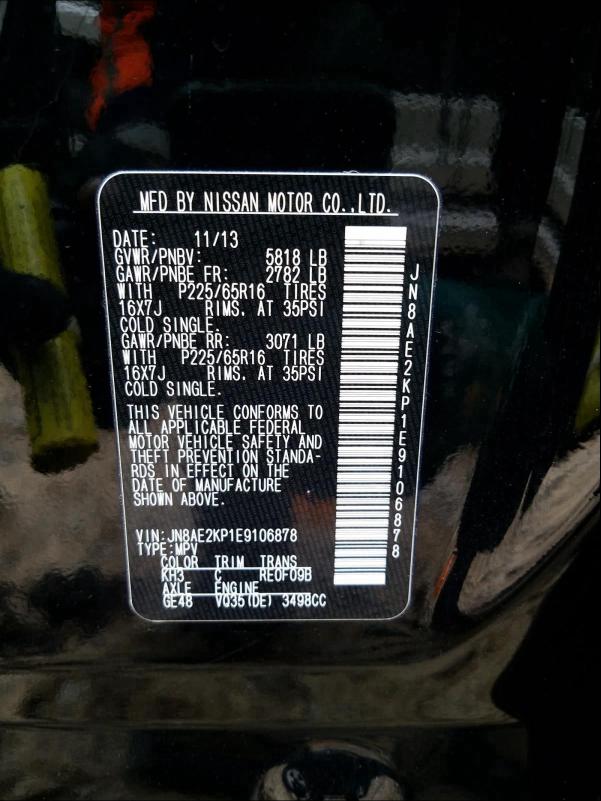 MFD BY NISSAN MOTOR CO.,LTD.
DATE: 11/13
GVWR/PNBV: 5818 LB
GAWR/PNBE FR: 2782 LB
WITH P225/65R16 TIRES
16X7J RIMS. AT 35PSI
COLD SINGLE.
GAWR/PNBE RR: 3071 LB
WITH P225/65R16 TIRES
16X7J RIMS. AT 35PSI
COLD SINGLE.
THIS VEHICLE CONFORMS TO
ALL APPLICABLE FEDERAL
MOTOR VEHICLE SAFETY AND
THEFT PREVENTION STANDA-
RDS IN EFFECT ON THE
DATE OF MANUFACTURE
SHOWN ABOVE.
VIN:JN8AE2KP1E9106878
TYPE:MPV
COLOR TRIM TRANS
KH3 C RE0F09B
AXLE ENGINE
GE48 VQ35(DE) 3498CC
JN8AE2KP1E9106878